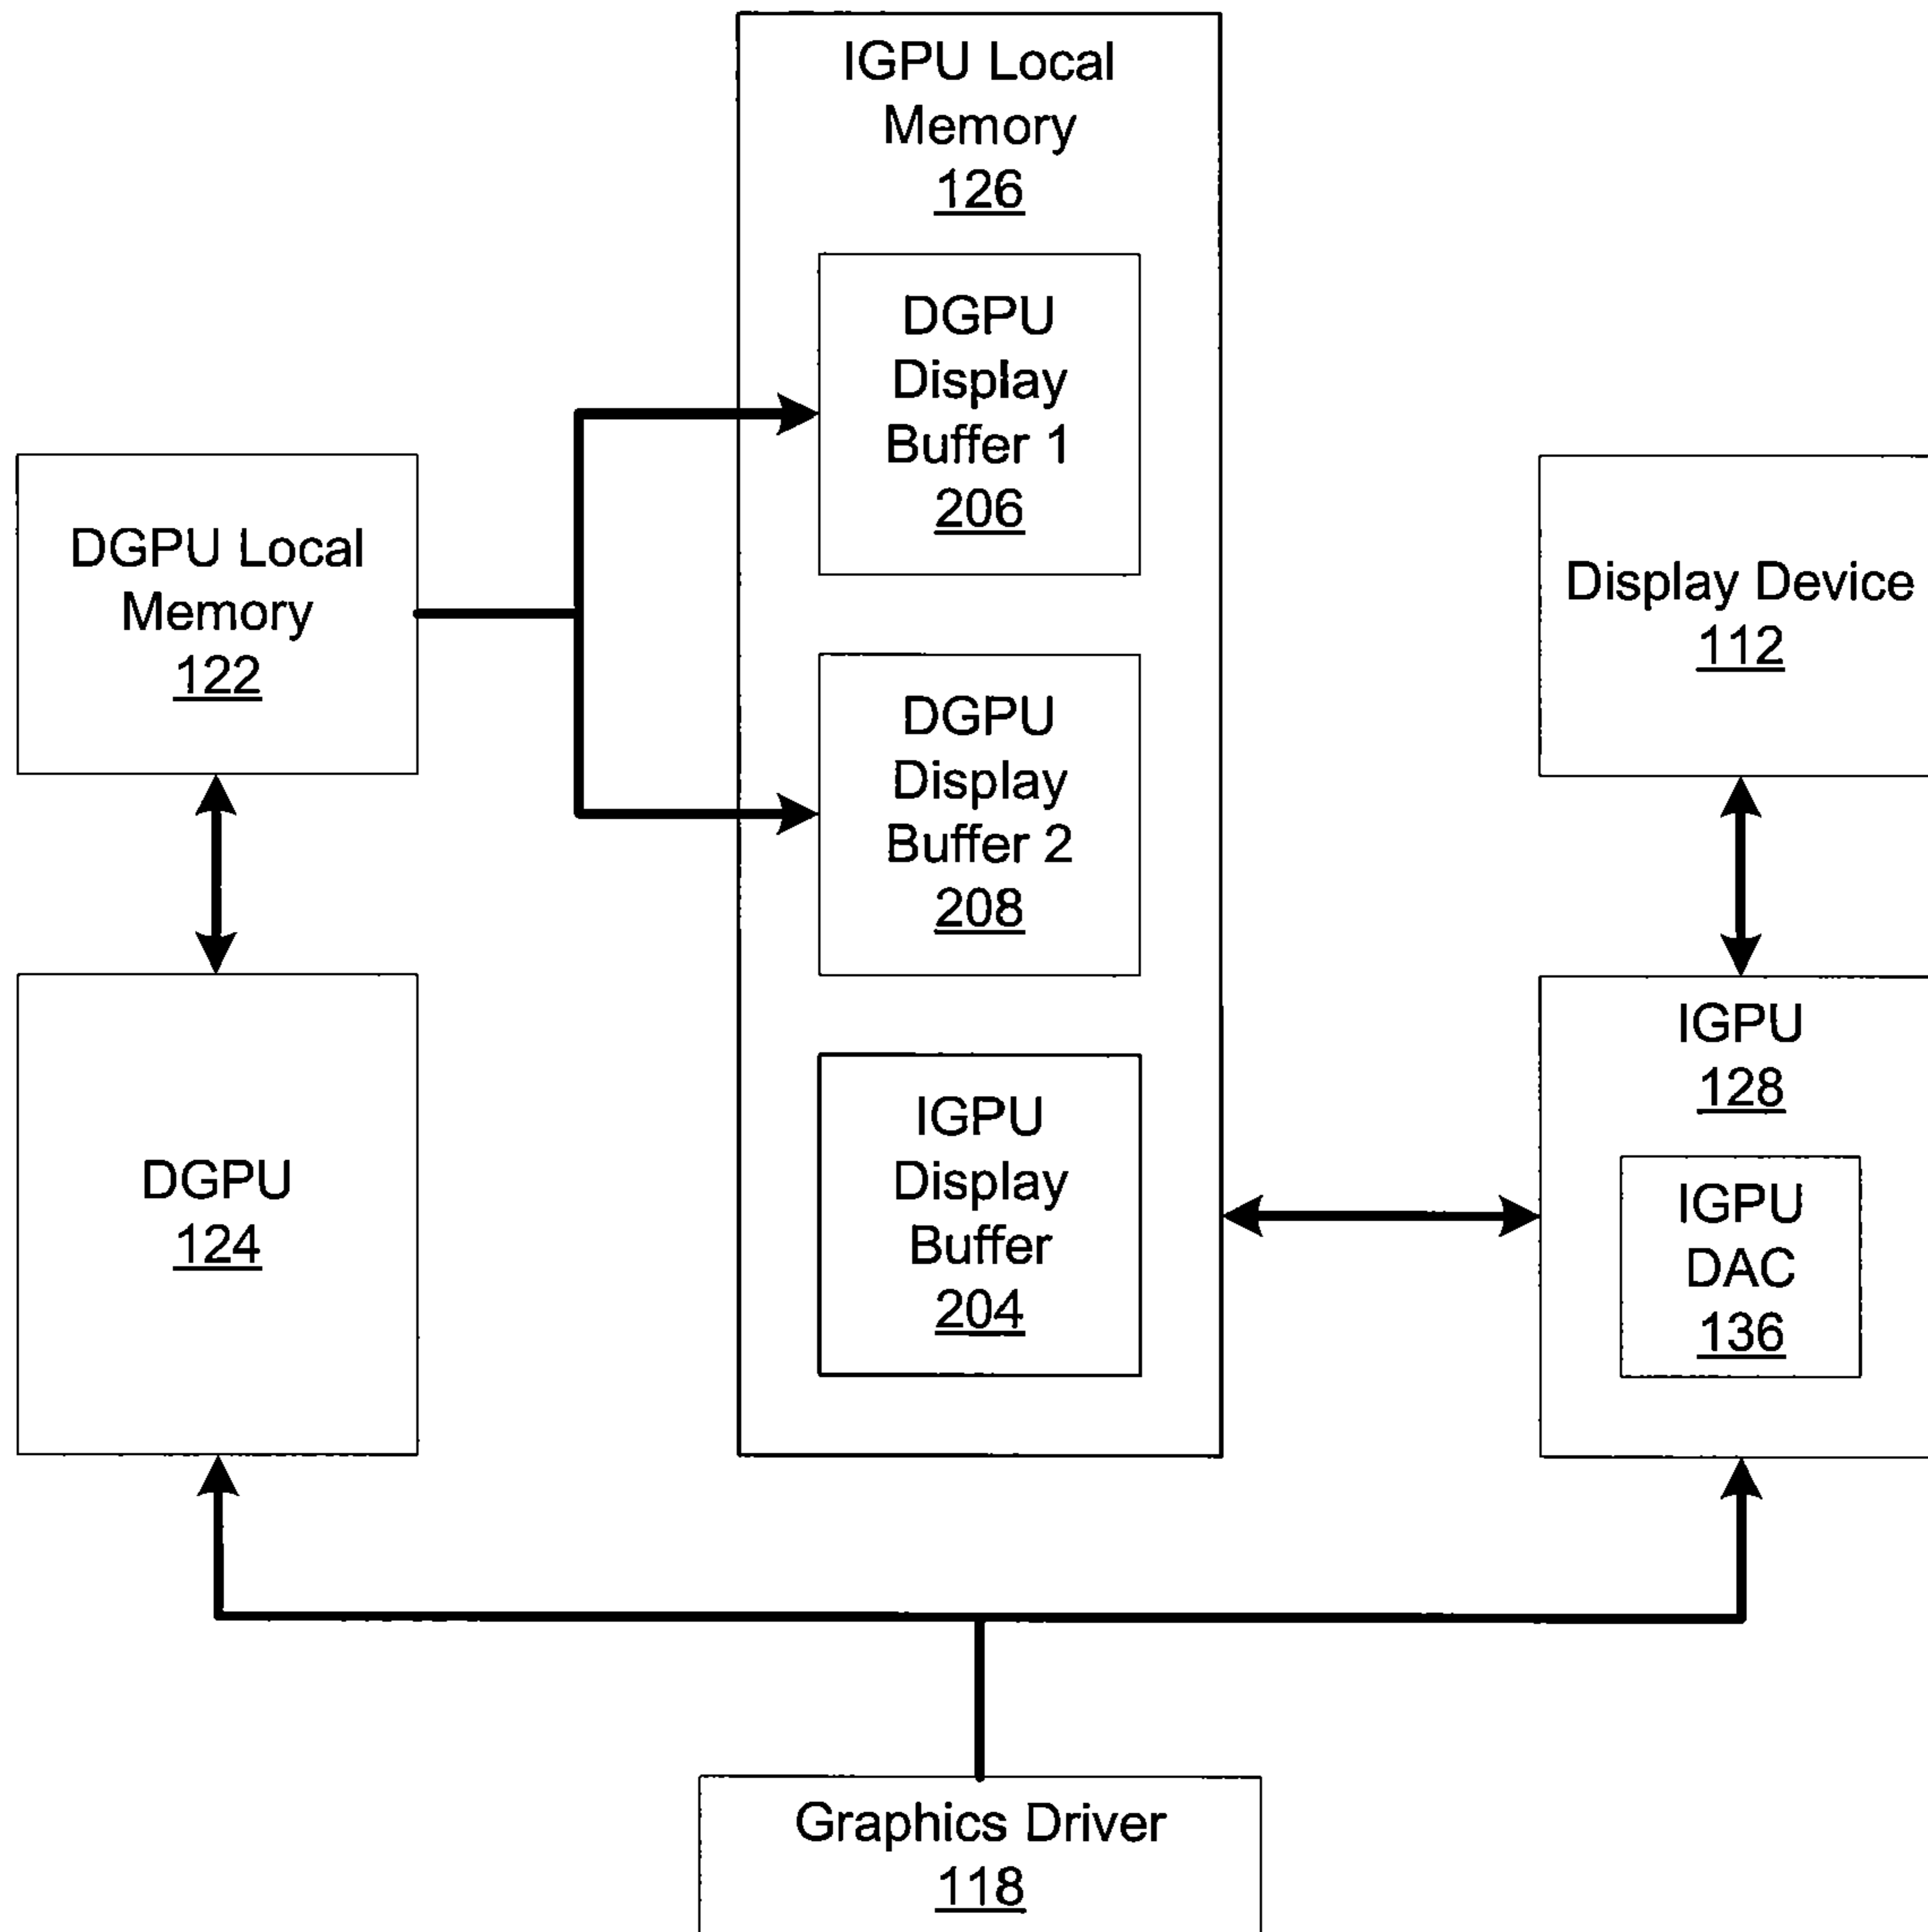 IGPU Local
Memory
126
DGPU
Display
Buffer 1
206
DGPU Local
Memory
122
Display Device
112
DGPU
Display
Buffer 2
208
DGPU
124
IGPU
Display
Buffer
204
IGPU
128
IGPU
DAC
136
Graphics Driver
118